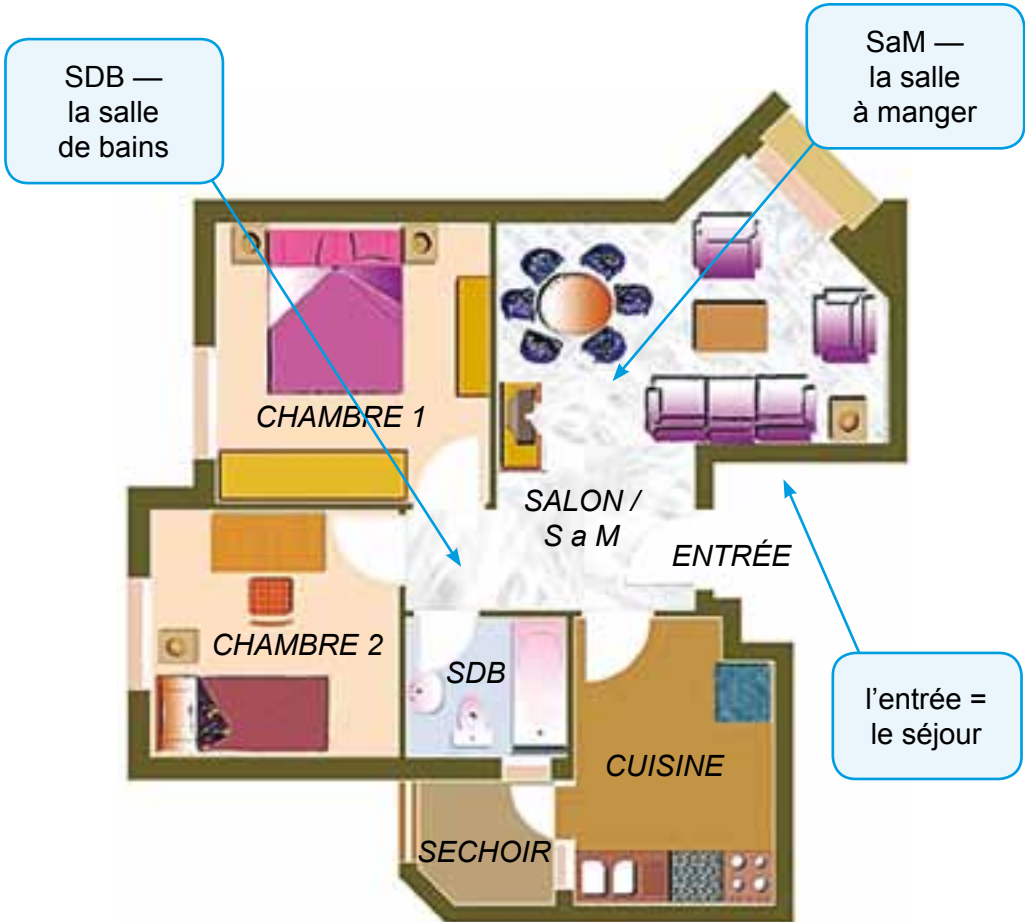 SDB —
la salle
de bains
SaM —
la salle
à manger
CHAMBRE 1
SALON /
S a M
ENTRÉE
CHAMBRE 2
SDB
l’entrée =
le séjour
CUISINE
SECHOIR